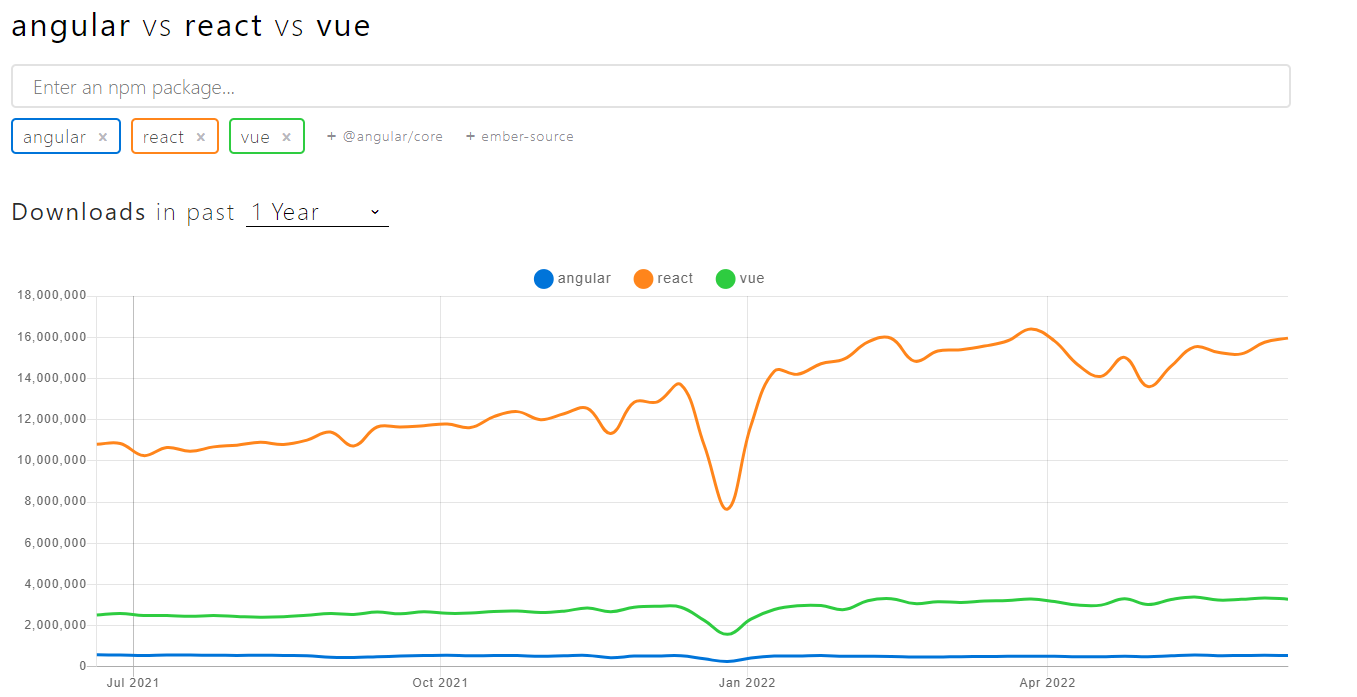 angular vs react vs vue
Enter an npm package...
angular × react × vue × + @angular/core + ember-source
Downloads in past 1 Year
angular react vue
18,000,000
16,000,000
14,000,000
12,000,000
10,000,000
8,000,000
6,000,000
4,000,000
2,000,000
0
Jul 2021 Oct 2021 Jan 2022 Apr 2022